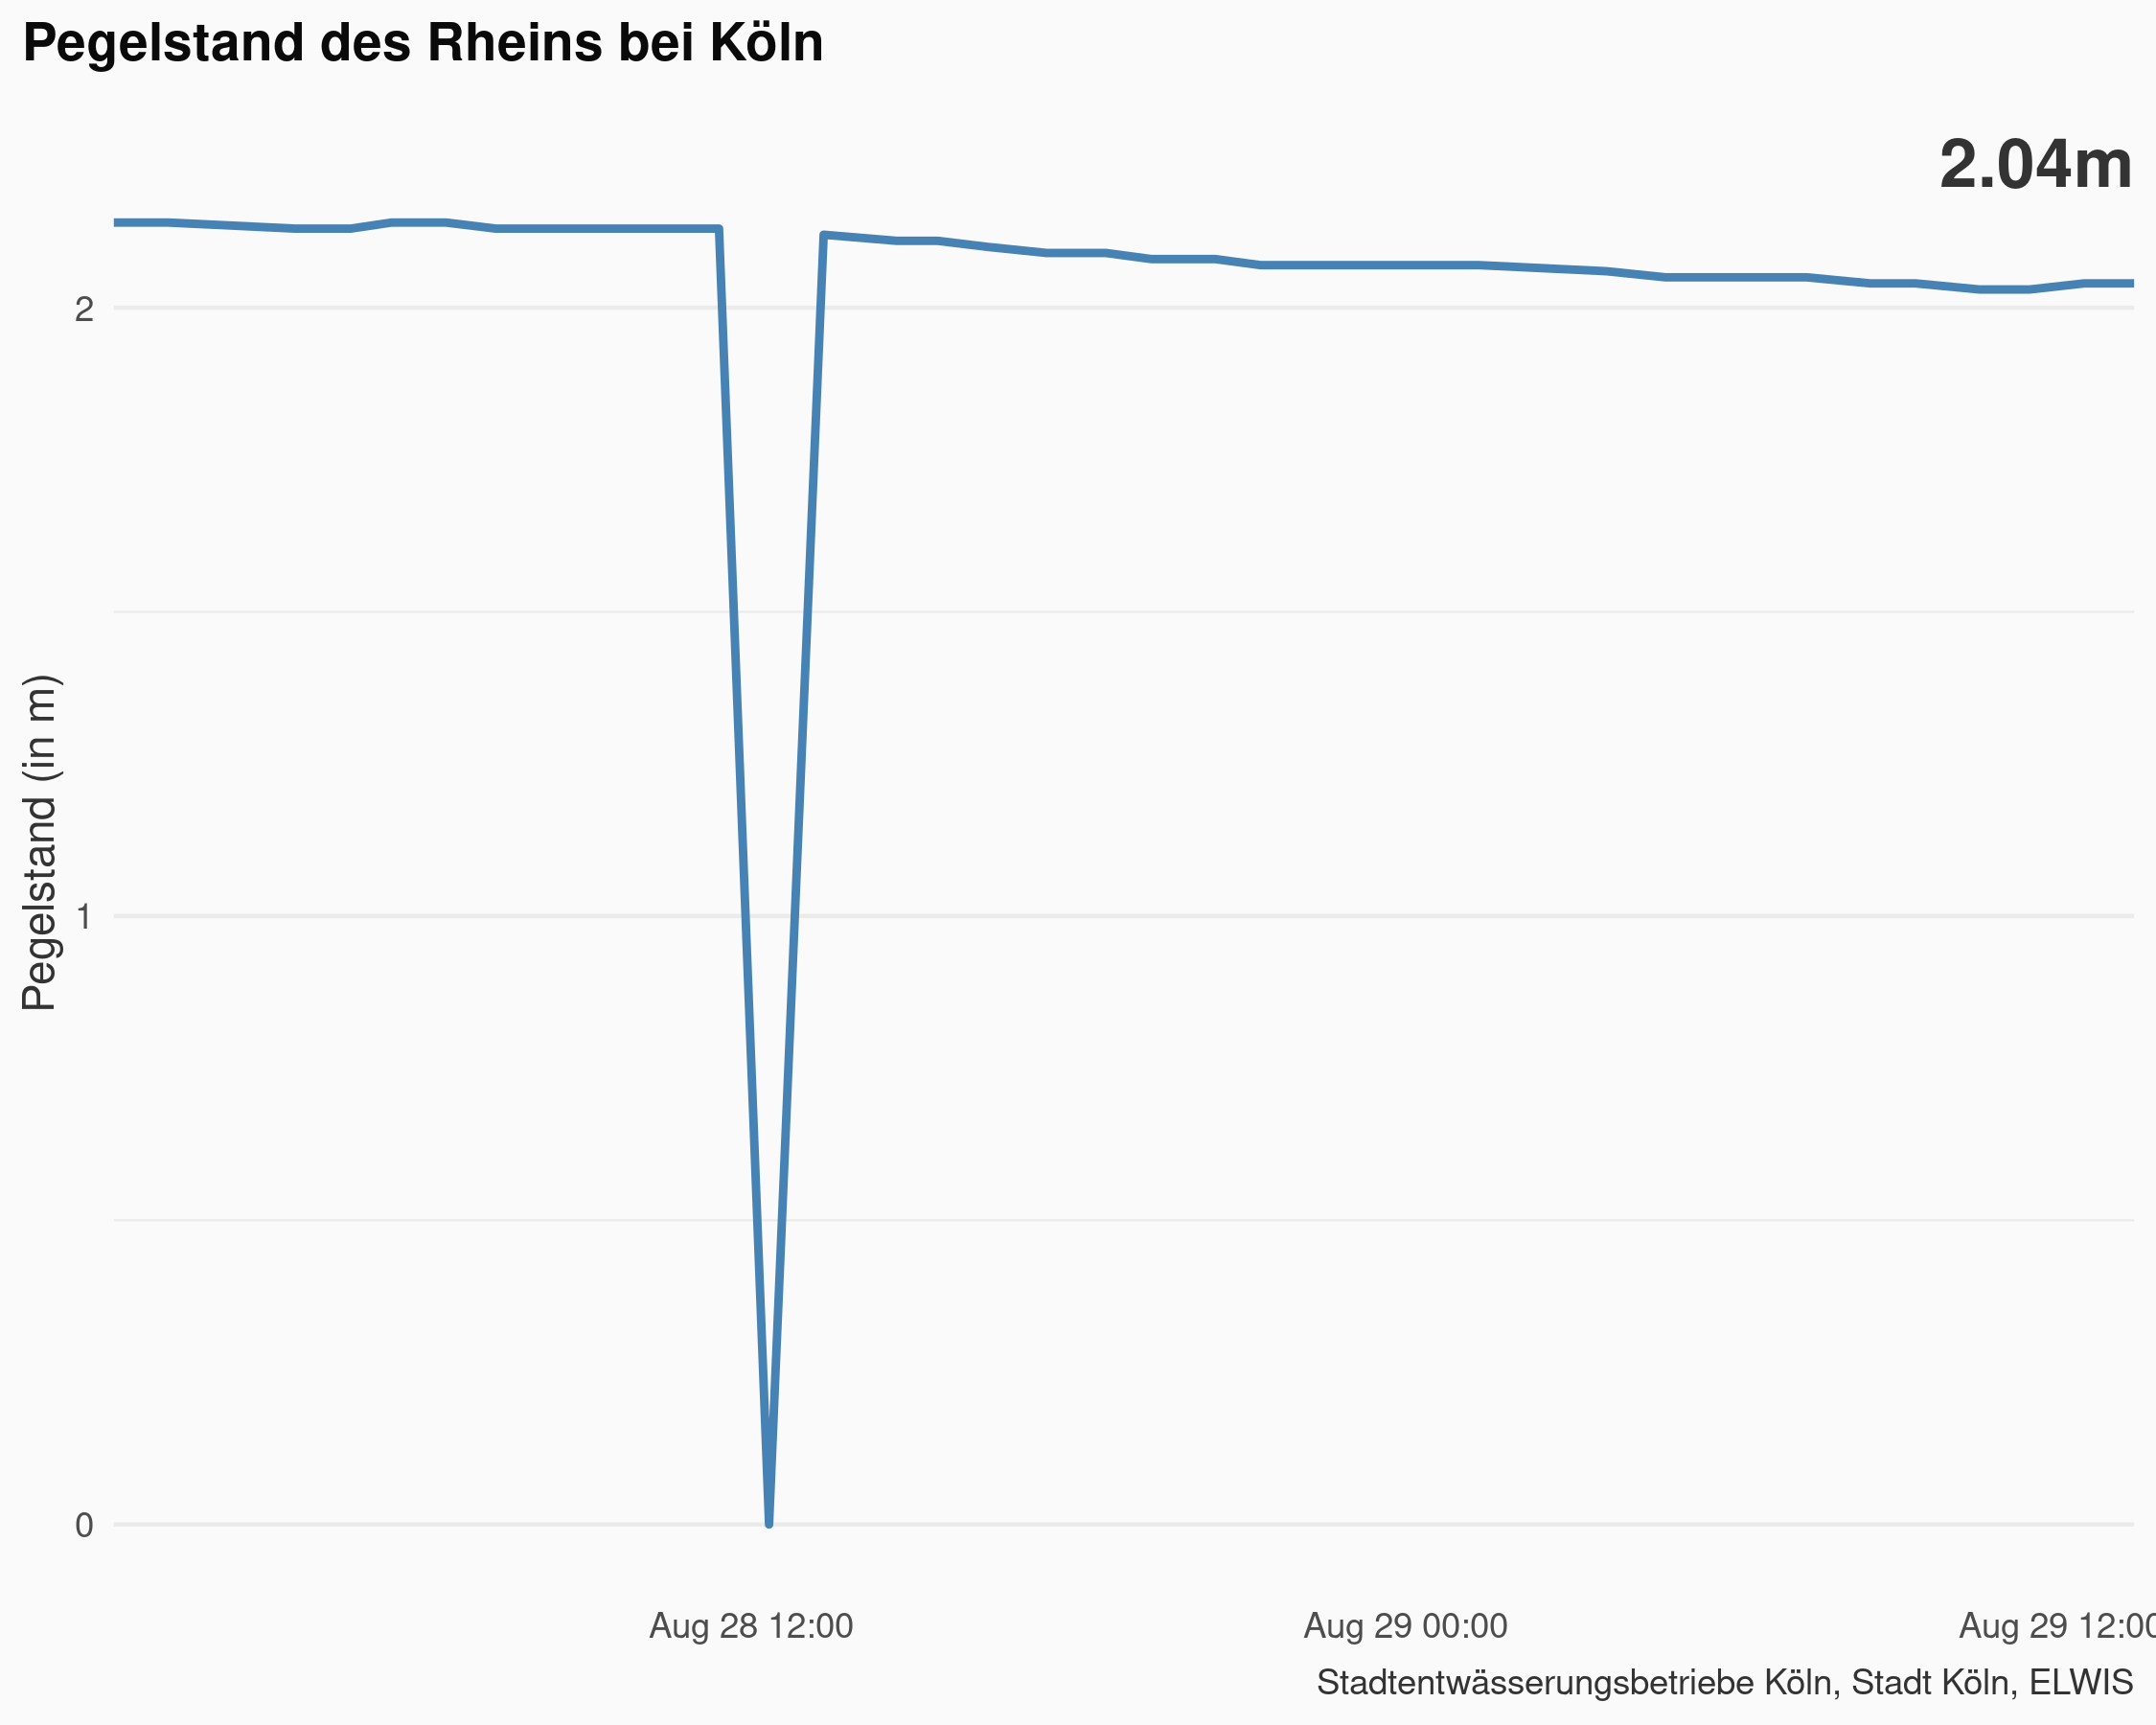 Pegelstand des Rheins bei Köln
2.04m
Pegelstand (in m)
2
1
0
Aug 28 12:00
Aug 29 00:00
Aug 29 12:00
Stadtentwässerungsbetriebe Köln, Stadt Köln, ELWIS